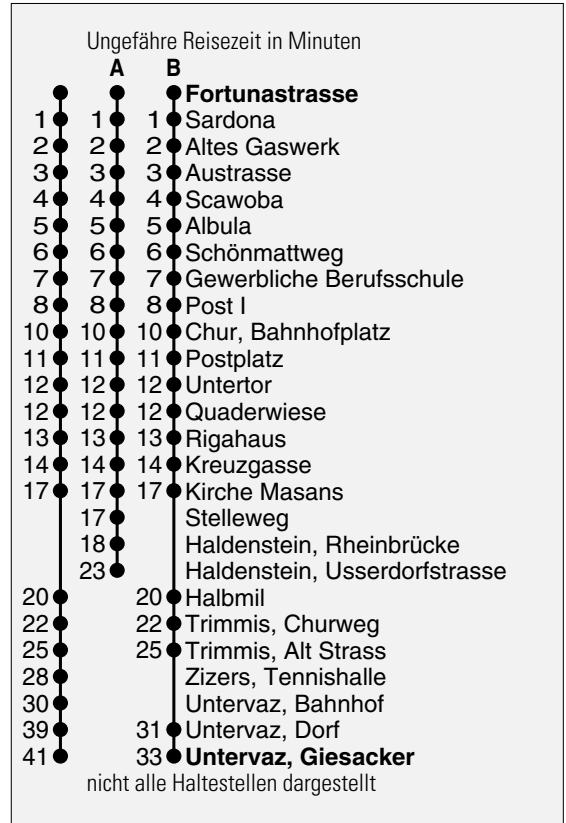 Ungefähre Reisezeit in Minuten
A B
Fortunastrasse
1 1 1 Sardona
2 2 2 Altes Gaswerk
3 3 3 Austrasse
4 4 4 Scawoba
5 5 5 Albula
6 6 6 Schönmattweg
7 7 7 Gewerbliche Berufsschule
8 8 8 Post I
10 10 10 Chur, Bahnhofplatz
11 11 11 Postplatz
12 12 12 Untertor
12 12 12 Quaderwiese
13 13 13 Rigahaus
14 14 14 Kreuzgasse
17 17 17 Kirche Masans
17 Stelleweg
18 Haldenstein, Rheinbrücke
23 Haldenstein, Usserdorfstrasse
20 20 Halbmil
22 22 Trimmis, Churweg
25 25 Trimmis, Alt Strass
28 Zizers, Tennishalle
30 Untervaz, Bahnhof
39 31 Untervaz, Dorf
41 33 Untervaz, Giesacker
nicht alle Haltestellen dargestellt